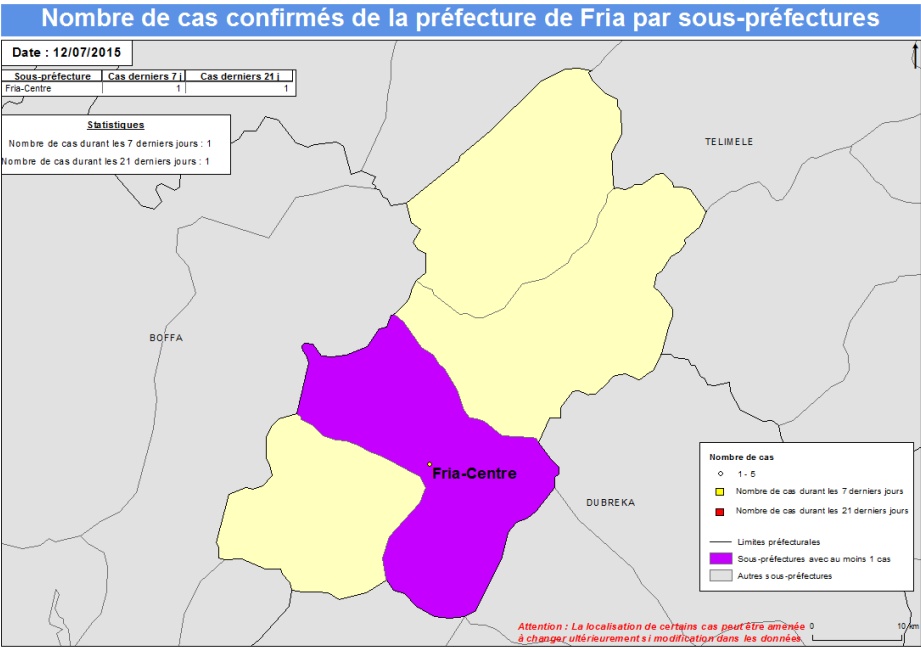 Nombre de cas confirmés de la préfecture de Fria par sous-préfectures
Date : 12/07/2015
Sous-préfecture Cas derniers 7 j Cas derniers 21 j
Fria-Centre 1 1
Statistiques
Nombre de cas durant les 7 derniers jours : 1
Nombre de cas durant les 21 derniers jours : 1
TELIMELE
BOFFA
Fria-Centre
DUBREKA
Nombre de cas
1 - 5
Nombre de cas durant les 7 derniers jours
Nombre de cas durant les 21 derniers jours
Limites préfecturales
Sous-préfectures avec au moins 1 cas
Autres sous-préfectures
Attention : La localisation de certains cas peut être amenée
à changer ultérieurement si modification dans les données
0 10 km